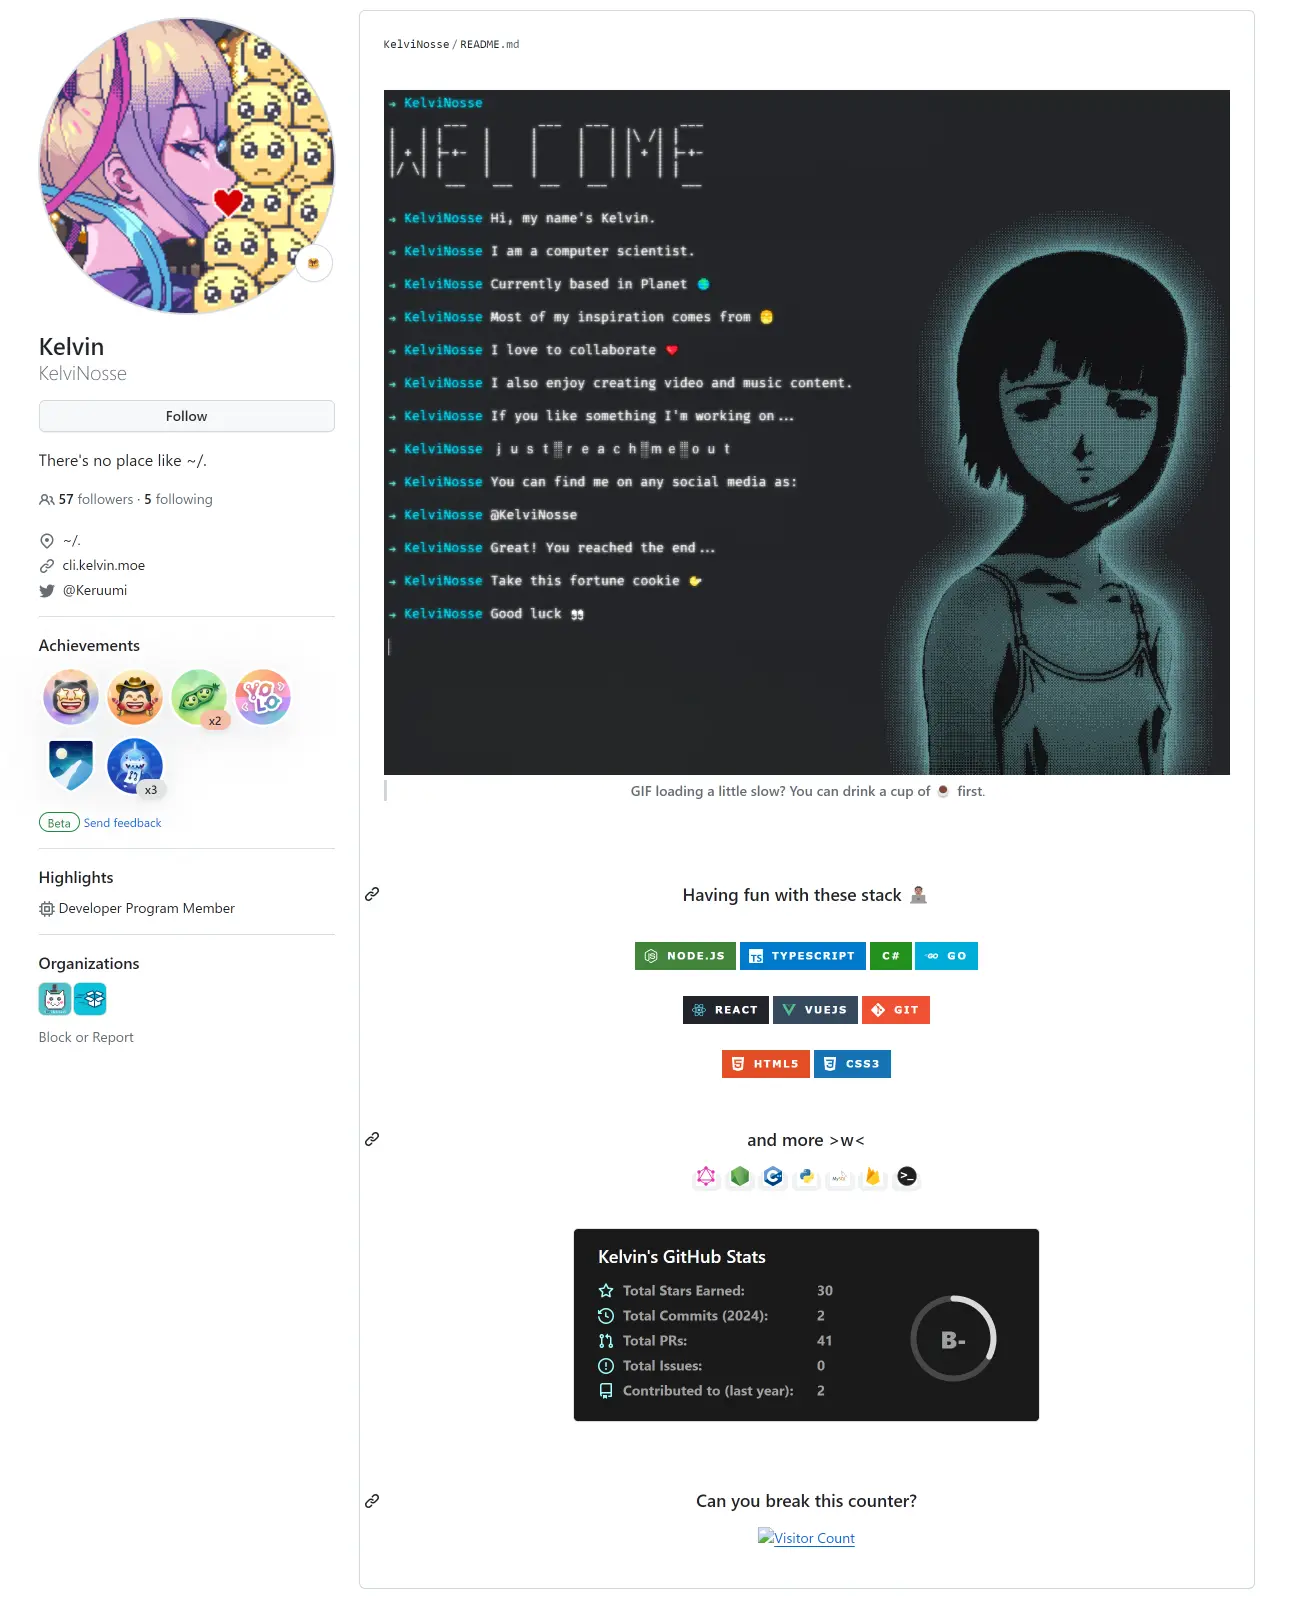 Kelvin
KelviNosse
Follow
There's no place like ~/.
57 followers · 5 following
~/.
cli.kelvin.moe
@Keruumi
Achievements
x2
YOLO
x3
Beta Send feedback
Highlights
Developer Program Member
Organizations
Block or Report
KelviNosse/README.md
→ KelviNosse
WELCOME
→ KelviNosse Hi, my name's Kelvin.
→ KelviNosse I am a computer scientist.
→ KelviNosse Currently based in Planet 🌐
→ KelviNosse Most of my inspiration comes from 😁
→ KelviNosse I love to collaborate ❤️
→ KelviNosse I also enjoy creating video and music content.
→ KelviNosse If you like something I'm working on...
→ KelviNosse j u s t▒r e a c h▒m e▒o u t
→ KelviNosse You can find me on any social media as:
→ KelviNosse @KelviNosse
→ KelviNosse Great! You reached the end...
→ KelviNosse Take this fortune cookie 👉
→ KelviNosse Good luck 👀
GIF loading a little slow? You can drink a cup of ☕ first.
Having fun with these stack 👨🏽‍💻
NODE.JS TS TYPESCRIPT C# GO GO
REACT VUEJS GIT
HTML5 CSS3
and more >w<
C++ MySQL >_
Kelvin's GitHub Stats
Total Stars Earned: 30
Total Commits (2024): 2
Total PRs: 41
Total Issues: 0
Contributed to (last year): 2
B-
Can you break this counter?
Visitor Count